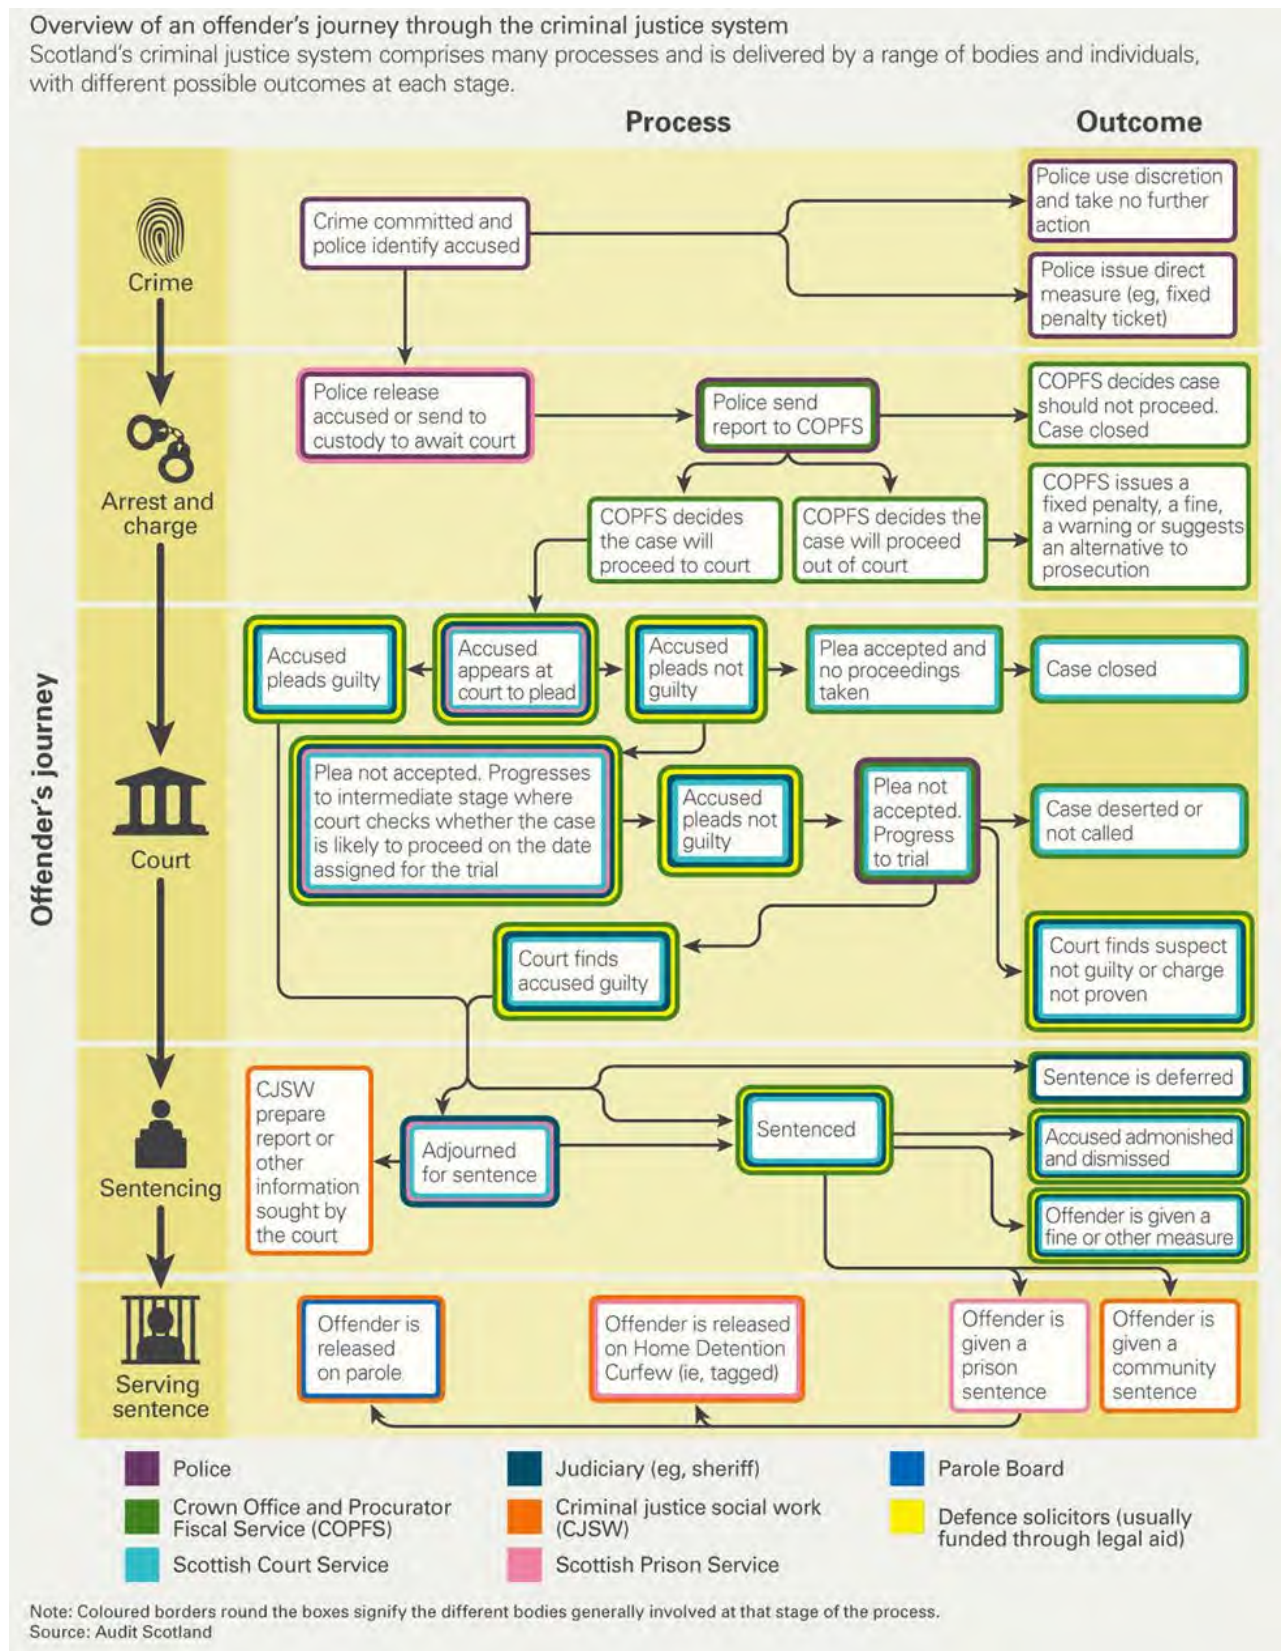 Overview of an offender's journey through the criminal justice system
Scotland's criminal justice system comprises many processes and is delivered by a range of bodies and individuals,
with different possible outcomes at each stage.
Process
Outcome
Offender's journey
Crime
Crime committed and
police identify accused
Police use discretion
and take no further
action
Police issue direct
measure (eg, fixed
penalty ticket)
Arrest and
charge
Police release
accused or send to
custody to await court
Police send
report to COPFS
COPFS decides case
should not proceed.
Case closed
COPFS decides
the case will
proceed to court
COPFS decides the
case will proceed
out of court
COPFS issues a
fixed penalty, a fine,
a warning or suggests
an alternative to
prosecution
Court
Accused
pleads guilty
Accused
appears at
court to plead
Accused
pleads not
guilty
Plea accepted and
no proceedings
taken
Case closed
Plea not accepted. Progresses
to intermediate stage where
court checks whether the case
is likely to proceed on the date
assigned for the trial
Accused
pleads not
guilty
Plea not
accepted.
Progress
to trial
Case deserted or
not called
Court finds
accused guilty
Court finds suspect
not guilty or charge
not proven
Sentencing
CJSW
prepare
report or
other
information
sought by
the court
Adjourned
for sentence
Sentenced
Sentence is deferred
Accused admonished
and dismissed
Offender is given a
fine or other measure
Serving
sentence
Offender is
released
on parole
Offender is released
on Home Detention
Curfew (ie, tagged)
Offender is
given a
prison
sentence
Offender is
given a
community
sentence
Police
Crown Office and Procurator
Fiscal Service (COPFS)
Scottish Court Service
Judiciary (eg, sheriff)
Criminal justice social work
(CJSW)
Scottish Prison Service
Parole Board
Defence solicitors (usually
funded through legal aid)
Note: Coloured borders round the boxes signify the different bodies generally involved at that stage of the process.
Source: Audit Scotland